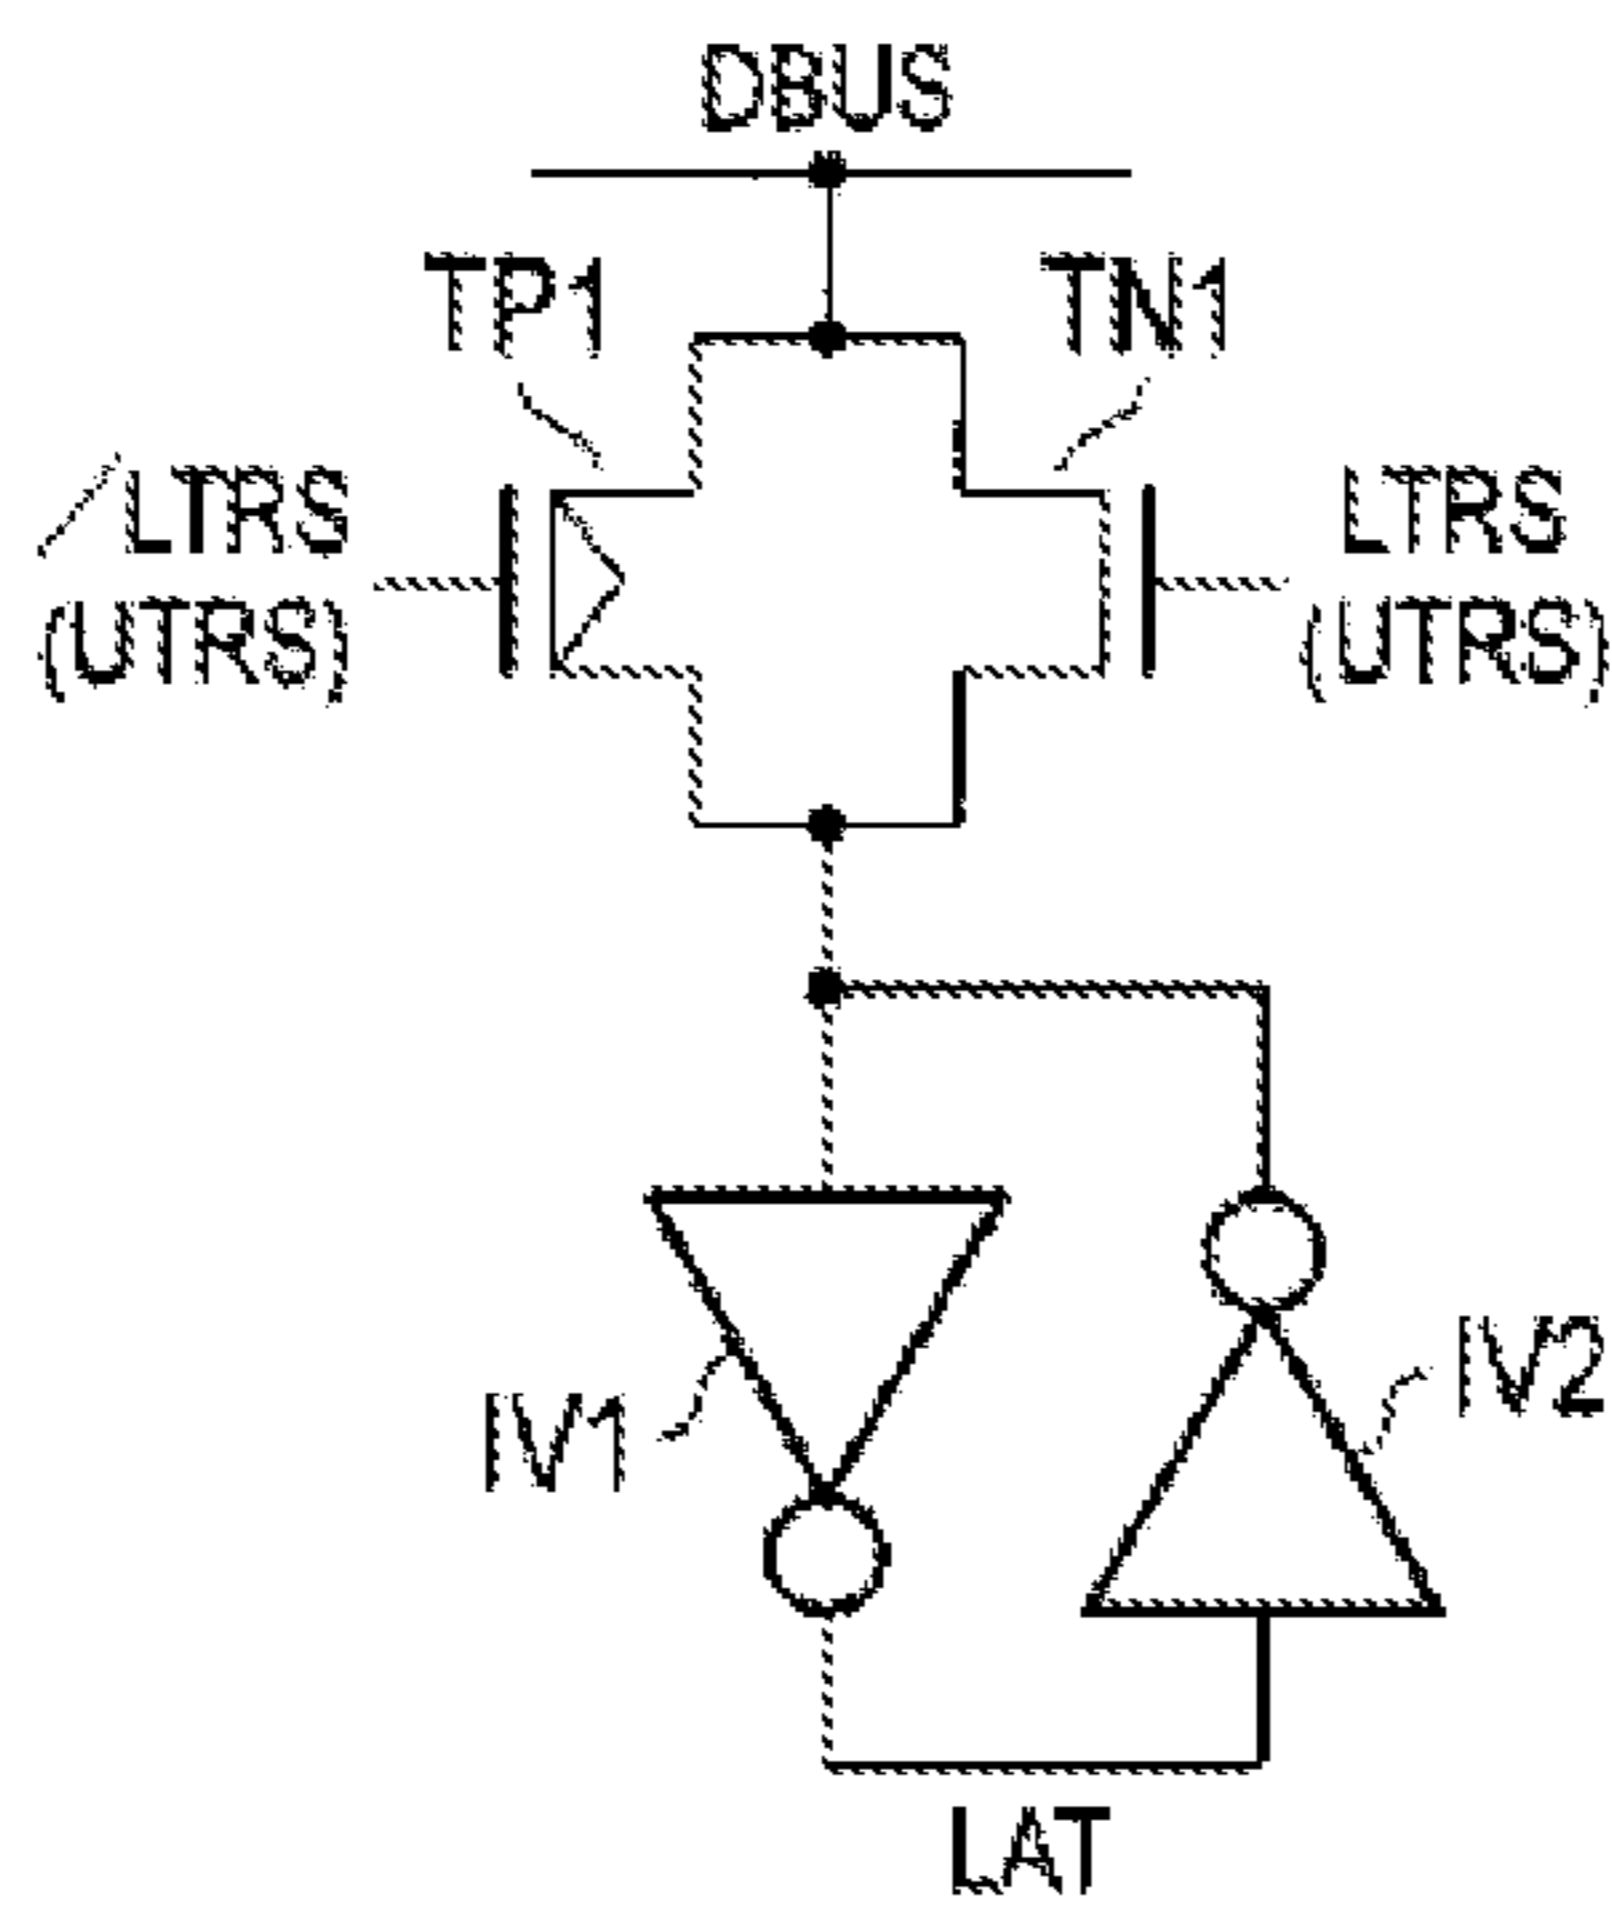 DBUS
TP1
TN1
/LTRS
(UTRS)
LTRS
(UTRS)
IV1
IV2
LAT